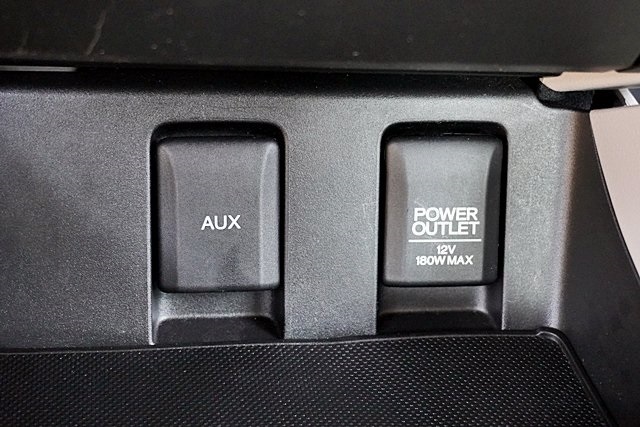 AUX
POWER
OUTLET
12V
180W MAX